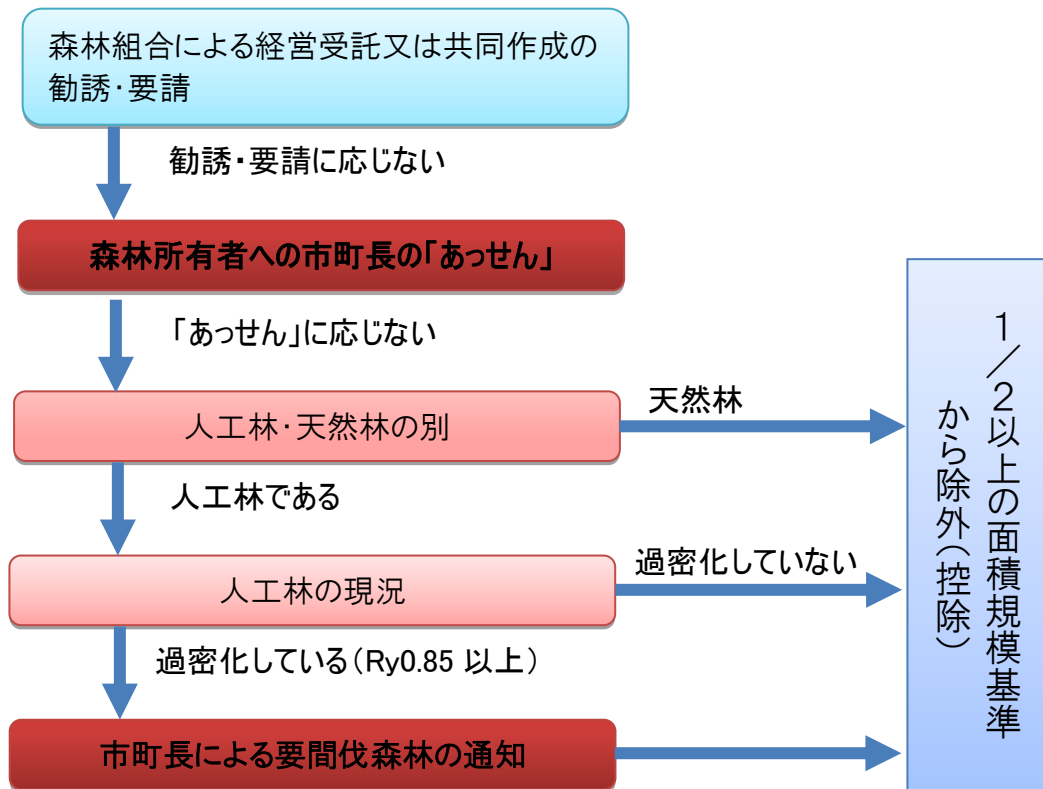 森林組合による経営受託又は共同作成の
勧誘・要請
勧誘・要請に応じない
森林所有者への市町長の「あっせん」
「あっせん」に応じない
人工林・天然林の別
天然林
人工林である
人工林の現況
過密化していない
過密化している(Ry0.85 以上)
市町長による要間伐森林の通知
1／2以上の面積規模基準
から除外(控除)